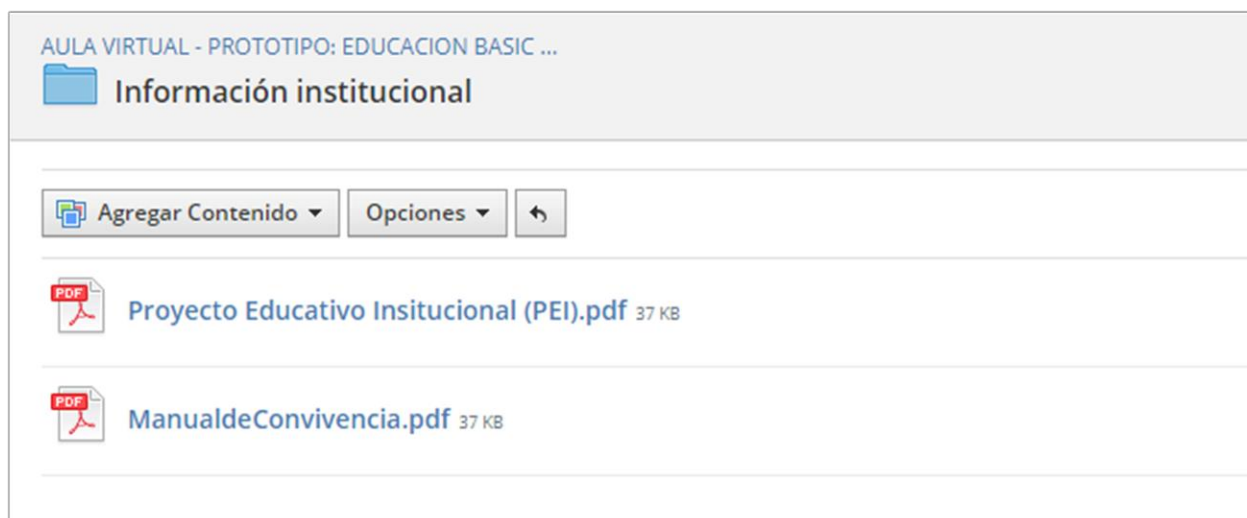 AULA VIRTUAL - PROTOTIPO: EDUCACION BASIC ...
Información institucional
Agregar Contenido Opciones
PDF
Proyecto Educativo Insitucional (PEI).pdf 37 KB
PDF
ManualdeConvivencia.pdf 37 KB